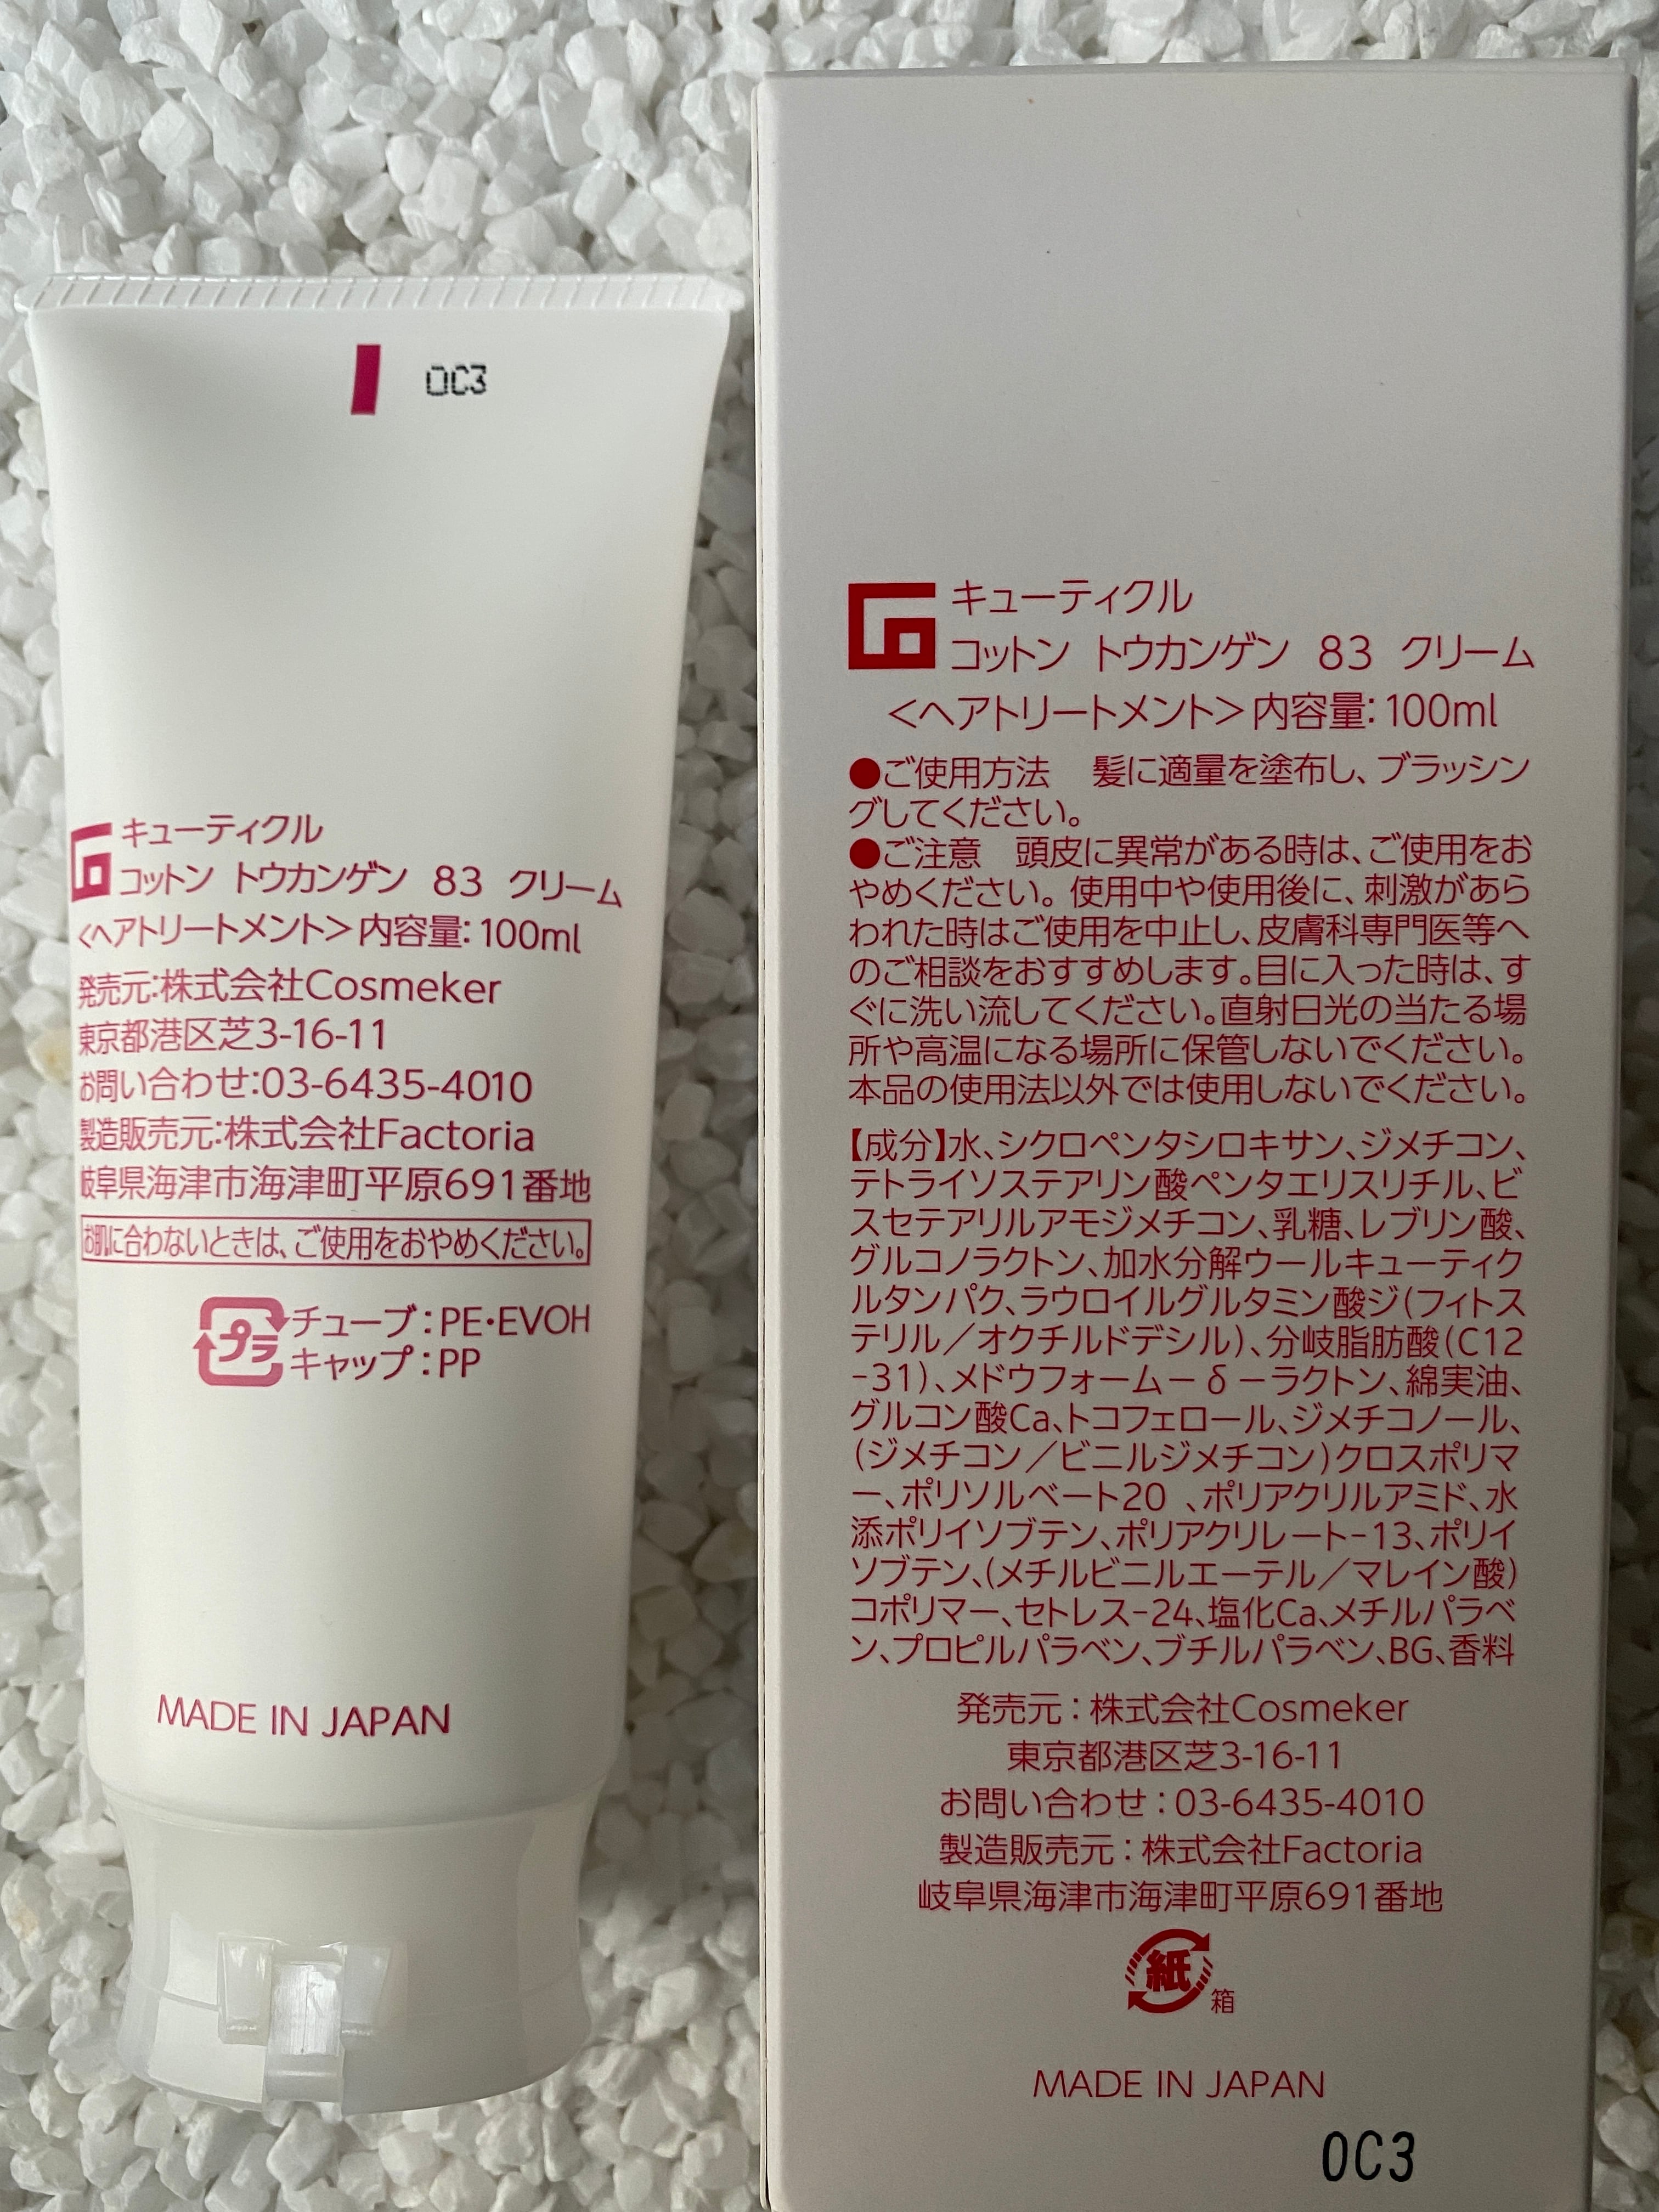 0C3
キューティクル
コットン トウカンゲン 83 クリーム
<ヘアトリートメント>内容量:100ml
発売元:株式会社Cosmeker
東京都港区芝3-16-11
お問い合わせ:03-6435-4010
製造販売元:株式会社Factoria
岐阜県海津市海津町平原691番地
お肌に合わないときは、ご使用をおやめください。
プラ
チューブ:PE・EVOH
キャップ:PP
MADE IN JAPAN
キューティクル
コットン トウカンゲン 83 クリーム
<ヘアトリートメント>内容量:100ml
●ご使用方法 髪に適量を塗布し、ブラッシン
グしてください。
●ご注意 頭皮に異常がある時は、ご使用をお
やめください。使用中や使用後に、刺激があら
われた時はご使用を中止し、皮膚科専門医等へ
のご相談をおすすめします。目に入った時は、す
ぐに洗い流してください。直射日光の当たる場
所や高温になる場所に保管しないでください。
本品の使用法以外では使用しないでください。
【成分】水、シクロペンタシロキサン、ジメチコン、
テトライソステアリン酸ペンタエリスリチル、ビ
スセテアリルアモジメチコン、乳糖、レブリン酸、
グルコノラクトン、加水分解ウールキューティク
ルタンパク、ラウロイルグルタミン酸ジ(フィトス
テリル/オクチルドデシル)、分岐脂肪酸(C12
-31)、メドウフォーム-δ-ラクトン、綿実油、
グルコン酸Ca、トコフェロール、ジメチコノール、
(ジメチコン/ビニルジメチコン)クロスポリマ
ー、ポリソルベート20 、ポリアクリルアミド、水
添ポリイソブテン、ポリアクリレート-13、ポリイ
ソブテン、(メチルビニルエーテル/マレイン酸)
コポリマー、セトレス-24、塩化Ca、メチルパラベ
ン、プロピルパラベン、ブチルパラベン、BG、香料
発売元:株式会社Cosmeker
東京都港区芝3-16-11
お問い合わせ:03-6435-4010
製造販売元:株式会社Factoria
岐阜県海津市海津町平原691番地
紙
箱
MADE IN JAPAN
0C3